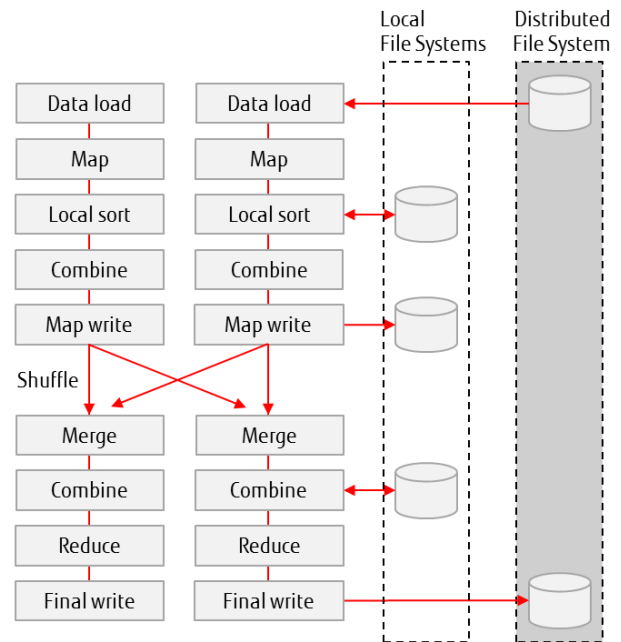 Local
File Systems
Distributed
File System
Data load
Data load
Map
Map
Local sort
Local sort
Combine
Combine
Map write
Map write
Shuffle
Merge
Merge
Combine
Combine
Reduce
Reduce
Final write
Final write